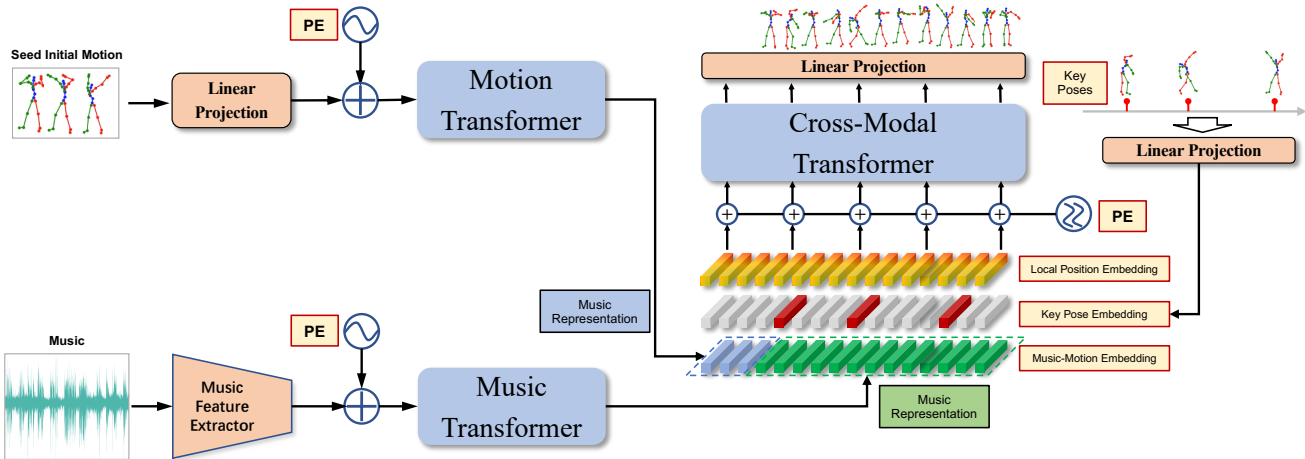 Seed Initial Motion
PE
Linear
Projection
Motion
Transformer
Linear Projection
Cross-Modal
Transformer
Key
Poses
Linear Projection
PE
Local Position Embedding
Key Pose Embedding
Music-Motion Embedding
Music
Representation
Music
PE
Music
Feature
Extractor
Music
Transformer
Music
Representation